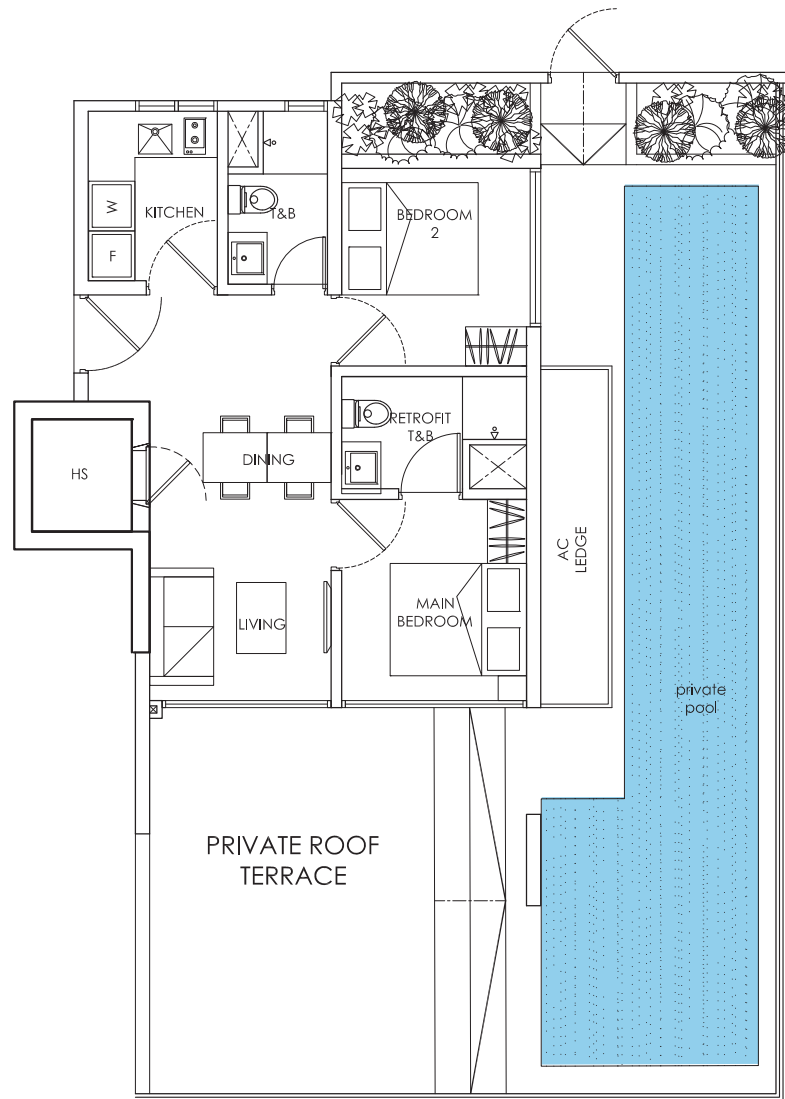 W
KITCHEN
T&B
BEDROOM
2
F
RETROFIT
T&B
DINING
HS
AC
LEDGE
MAIN
BEDROOM
LIVING
private
pool
PRIVATE ROOF
TERRACE